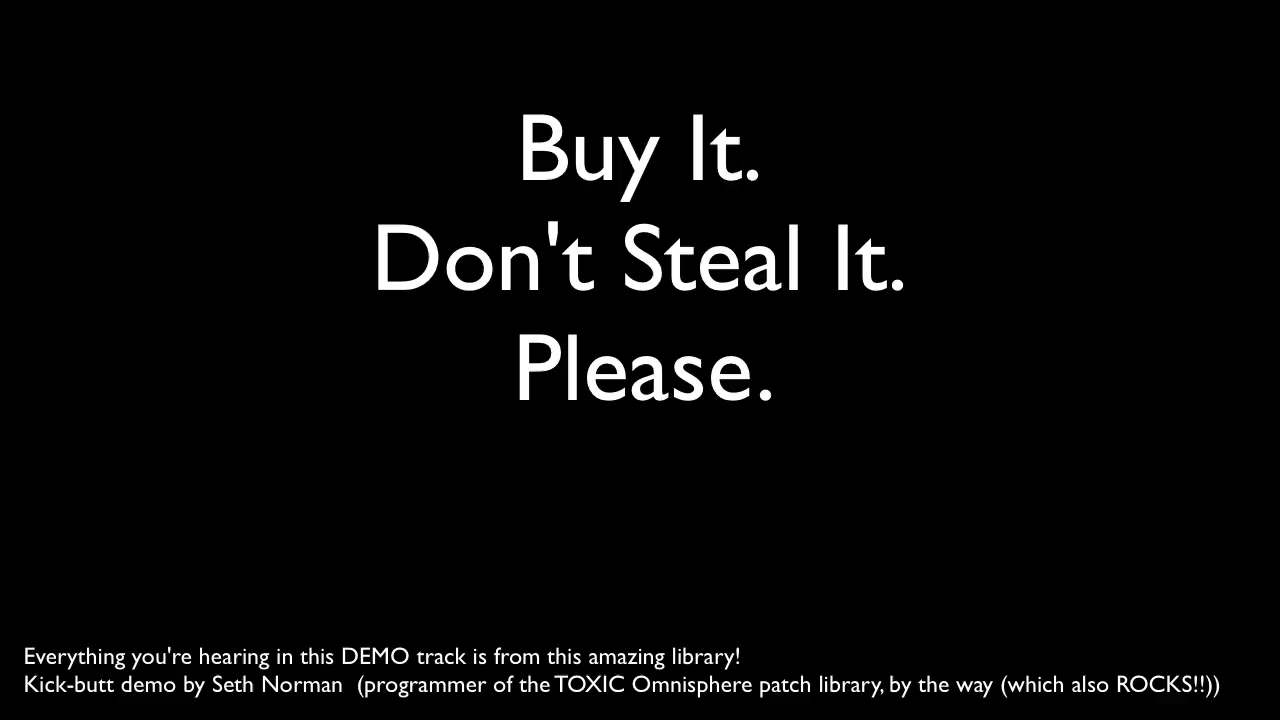 Buy It.
Don't Steal It.
Please.
Everything you're hearing in this DEMO track is from this amazing library!
Kick-butt demo by Seth Norman  (programmer of the TOXIC Omnisphere patch library, by the way (which also ROCKS!!))